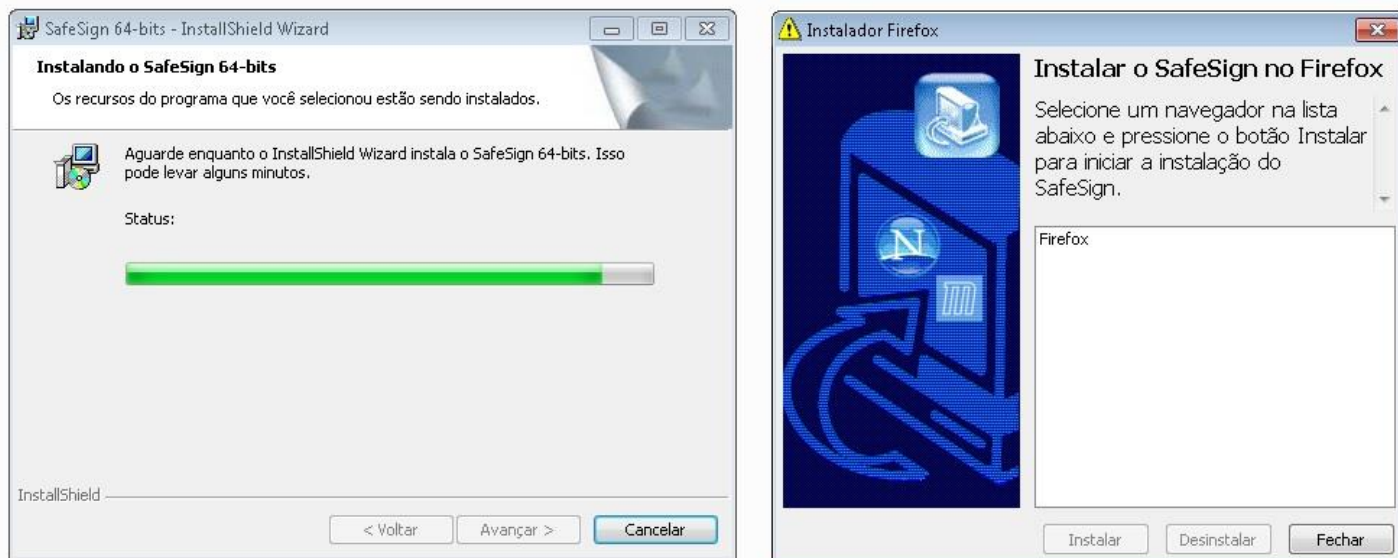 SafeSign 64-bits - InstallShield Wizard
Instalando o SafeSign 64-bits
Os recursos do programa que você selecionou estão sendo instalados.
Aguarde enquanto o InstallShield Wizard instala o SafeSign 64-bits. Isso
pode levar alguns minutos.
Status:
InstallShield
< Voltar
Avançar >
Cancelar
Instalador Firefox
Instalar o SafeSign no Firefox
Selecione um navegador na lista
abaixo e pressione o botão Instalar
para iniciar a instalação do
SafeSign.
N
m
Firefox
Instalar
Desinstalar
Fechar